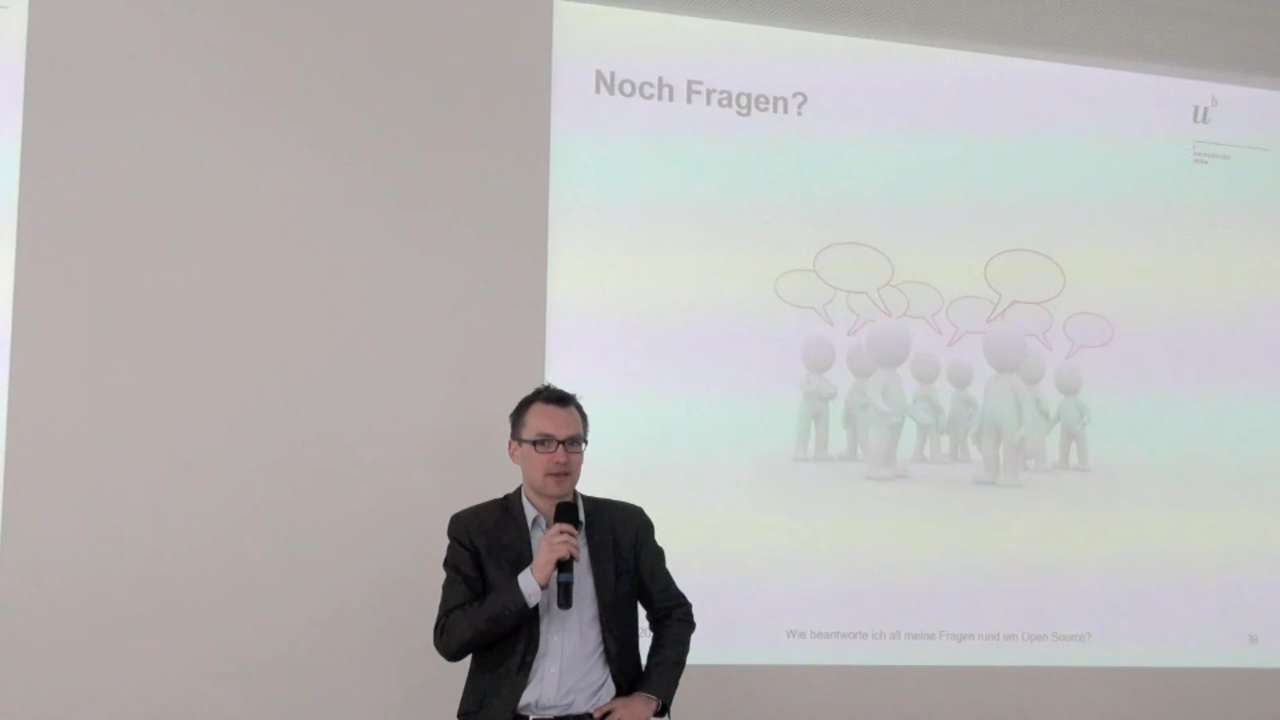 Noch Fragen?
u b
Wie beantworte ich all meine Fragen rund um Open Source?
39